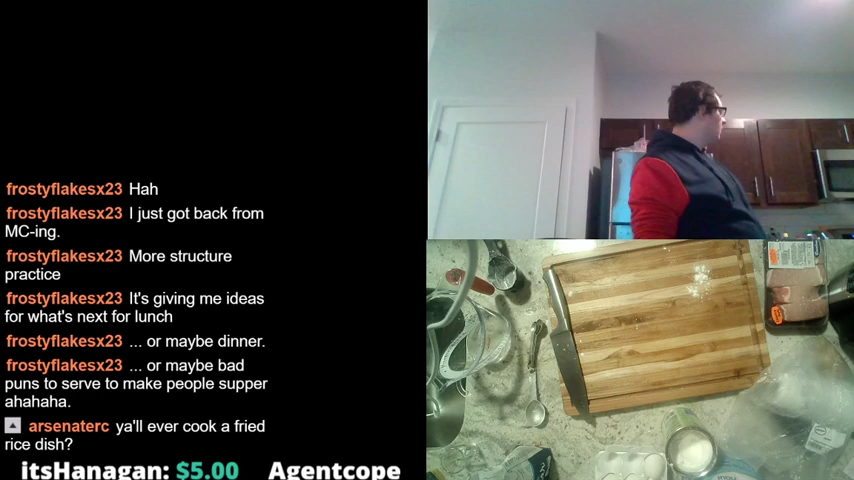 frostyflakesx23 Hah
frostyflakesx23 I just got back from
MC-ing.
frostyflakesx23 More structure
practice
frostyflakesx23 It's giving me ideas
for what's next for lunch
frostyflakesx23 ... or maybe dinner.
frostyflakesx23 ... or maybe bad
puns to serve to make people supper
ahahaha.
arsenaterc ya'll ever cook a fried
rice dish?
itsHanagan: $5.00 Agentcope